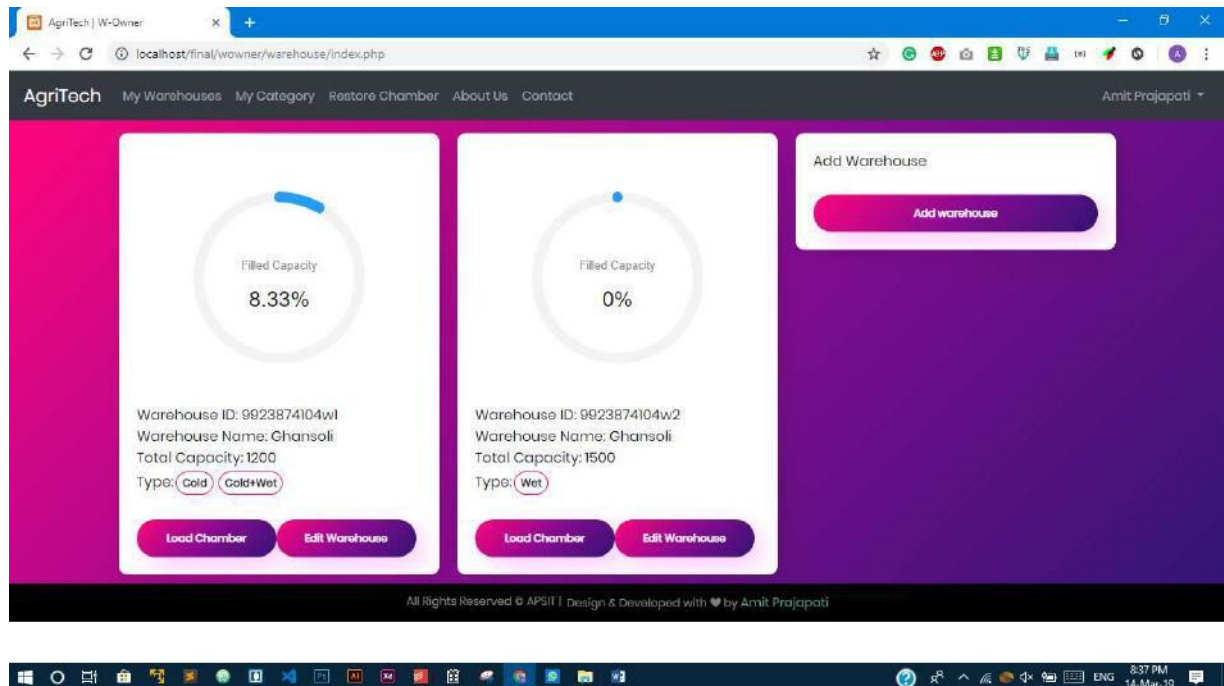 AgriTech | W-Owner
localhost/final/wowner/warehouse/index.php
AgriTech My Warehouses My Category Restore Chamber About Us Contact Amit Prajapati
Filled Capacity
8.33%
Warehouse ID: 9923874104w1
Warehouse Name: Ghansoli
Total Capacity: 1200
Type: Cold Cold+Wet
Load Chamber Edit Warehouse
Filled Capacity
0%
Warehouse ID: 9923874104w2
Warehouse Name: Ghansoli
Total Capacity: 1500
Type: Wet
Load Chamber Edit Warehouse
Add Warehouse
Add warehouse
All Rights Reserved © APSIT | Design & Developed with ❤ by Amit Prajapati
ENG 8:37 PM
14-Mar-19